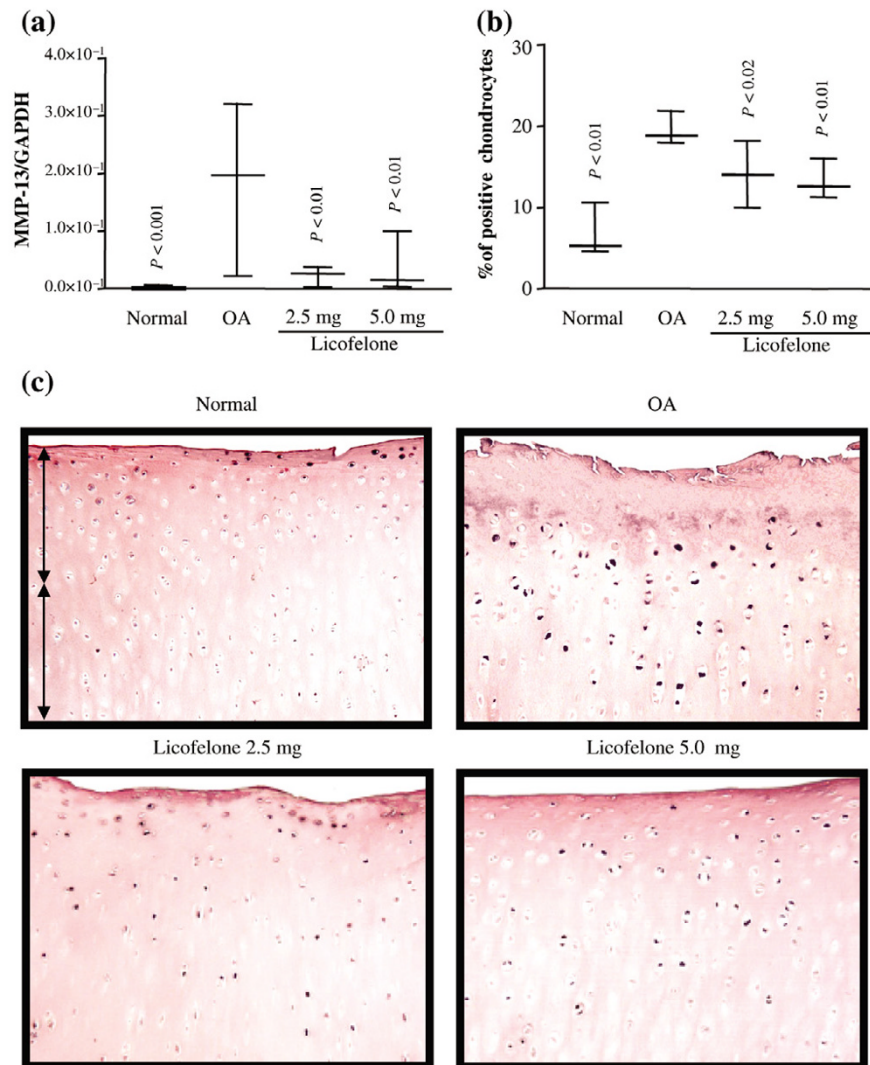 (a)
MMP-13/GAPDH
4.0×10⁻¹
3.0×10⁻¹
2.0×10⁻¹
1.0×10⁻¹
0.0×10⁻¹
P < 0.001
P < 0.01
P < 0.01
Normal OA 2.5 mg 5.0 mg
Licofelone
(b)
%of positive chondrocytes
30
20
10
0
P < 0.01
P < 0.02
P < 0.01
Normal OA 2.5 mg 5.0 mg
Licofelone
(c)
Normal OA
Licofelone 2.5 mg Licofelone 5.0 mg